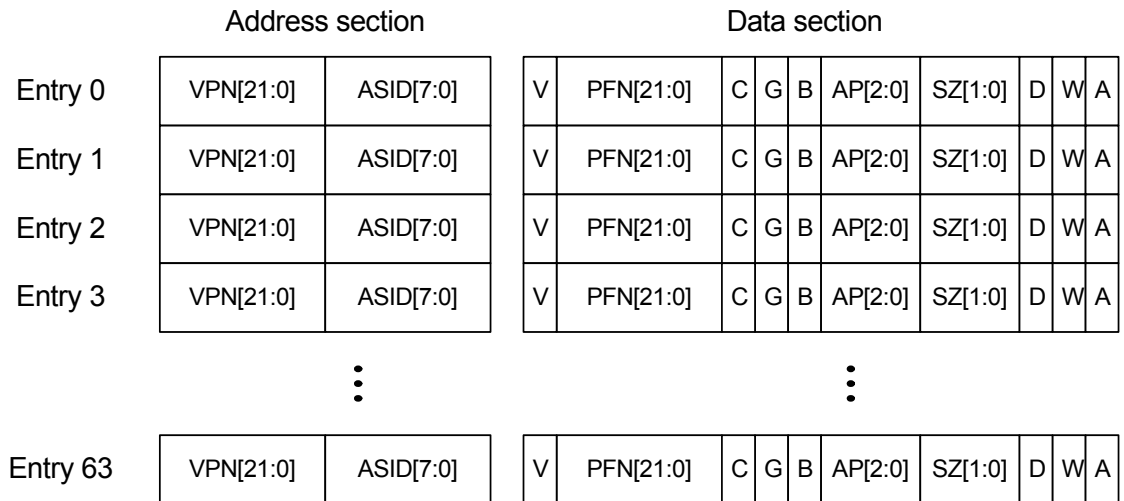 Address section Data section
Entry 0 VPN[21:0] ASID[7:0] V PFN[21:0] C G B AP[2:0] SZ[1:0] D W A
Entry 1 VPN[21:0] ASID[7:0] V PFN[21:0] C G B AP[2:0] SZ[1:0] D W A
Entry 2 VPN[21:0] ASID[7:0] V PFN[21:0] C G B AP[2:0] SZ[1:0] D W A
Entry 3 VPN[21:0] ASID[7:0] V PFN[21:0] C G B AP[2:0] SZ[1:0] D W A
Entry 63 VPN[21:0] ASID[7:0] V PFN[21:0] C G B AP[2:0] SZ[1:0] D W A